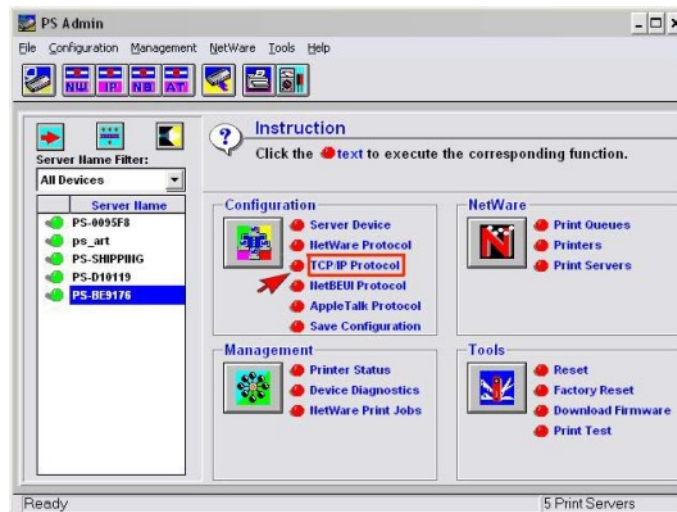 PS Admin
File Configuration Management NetWare Tools Help
NW IP NB AT
Instruction
Click the text to execute the corresponding function.
Server Name Filter:
All Devices
Server Name
PS-0095F8
ps_art
PS-SHIPPING
PS-D10119
PS-BE9176
Configuration
Server Device
NetWare Protocol
TCP/IP Protocol
NetBEUI Protocol
AppleTalk Protocol
Save Configuration
NetWare
N
Print Queues
Printers
Print Servers
Management
Printer Status
Device Diagnostics
NetWare Print Jobs
Tools
Reset
Factory Reset
Download Firmware
Print Test
Ready 5 Print Servers